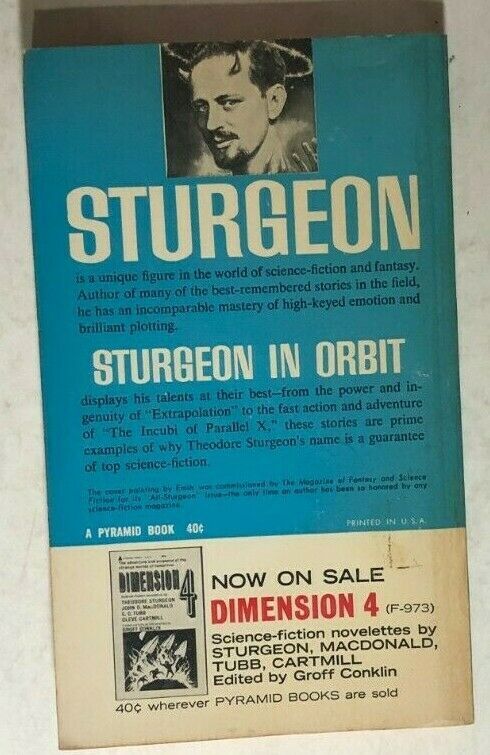 STURGEON
is a unique figure in the world of science-fiction and fantasy.
Author of many of the best-remembered stories in the field,
he has an incomparable mastery of high-keyed emotion and
brilliant plotting.
STURGEON IN ORBIT
displays his talents at their best—from the power and in-
genuity of "Extrapolation" to the fast action and adventure
of "The Incubi of Parallel X," these stories are prime
examples of why Theodore Sturgeon's name is a guarantee
of top science-fiction.
The cover painting by Emsh was commissioned by The Magazine of Fantasy and Science
Fiction for its "All-Sturgeon" issue—the only time an author has been so honored by any
science-fiction magazine.
A PYRAMID BOOK 40¢
PRINTED IN U.S.A.
DIMENSION 4
THEODORE STURGEON
JOHN D. MacDONALD
E. C. TUBB
CLEVE CARTMILL
GROFF CONKLIN
NOW ON SALE
DIMENSION 4 (F-973)
Science-fiction novelettes by
STURGEON, MACDONALD,
TUBB, CARTMILL
Edited by Groff Conklin
40¢ wherever PYRAMID BOOKS are sold